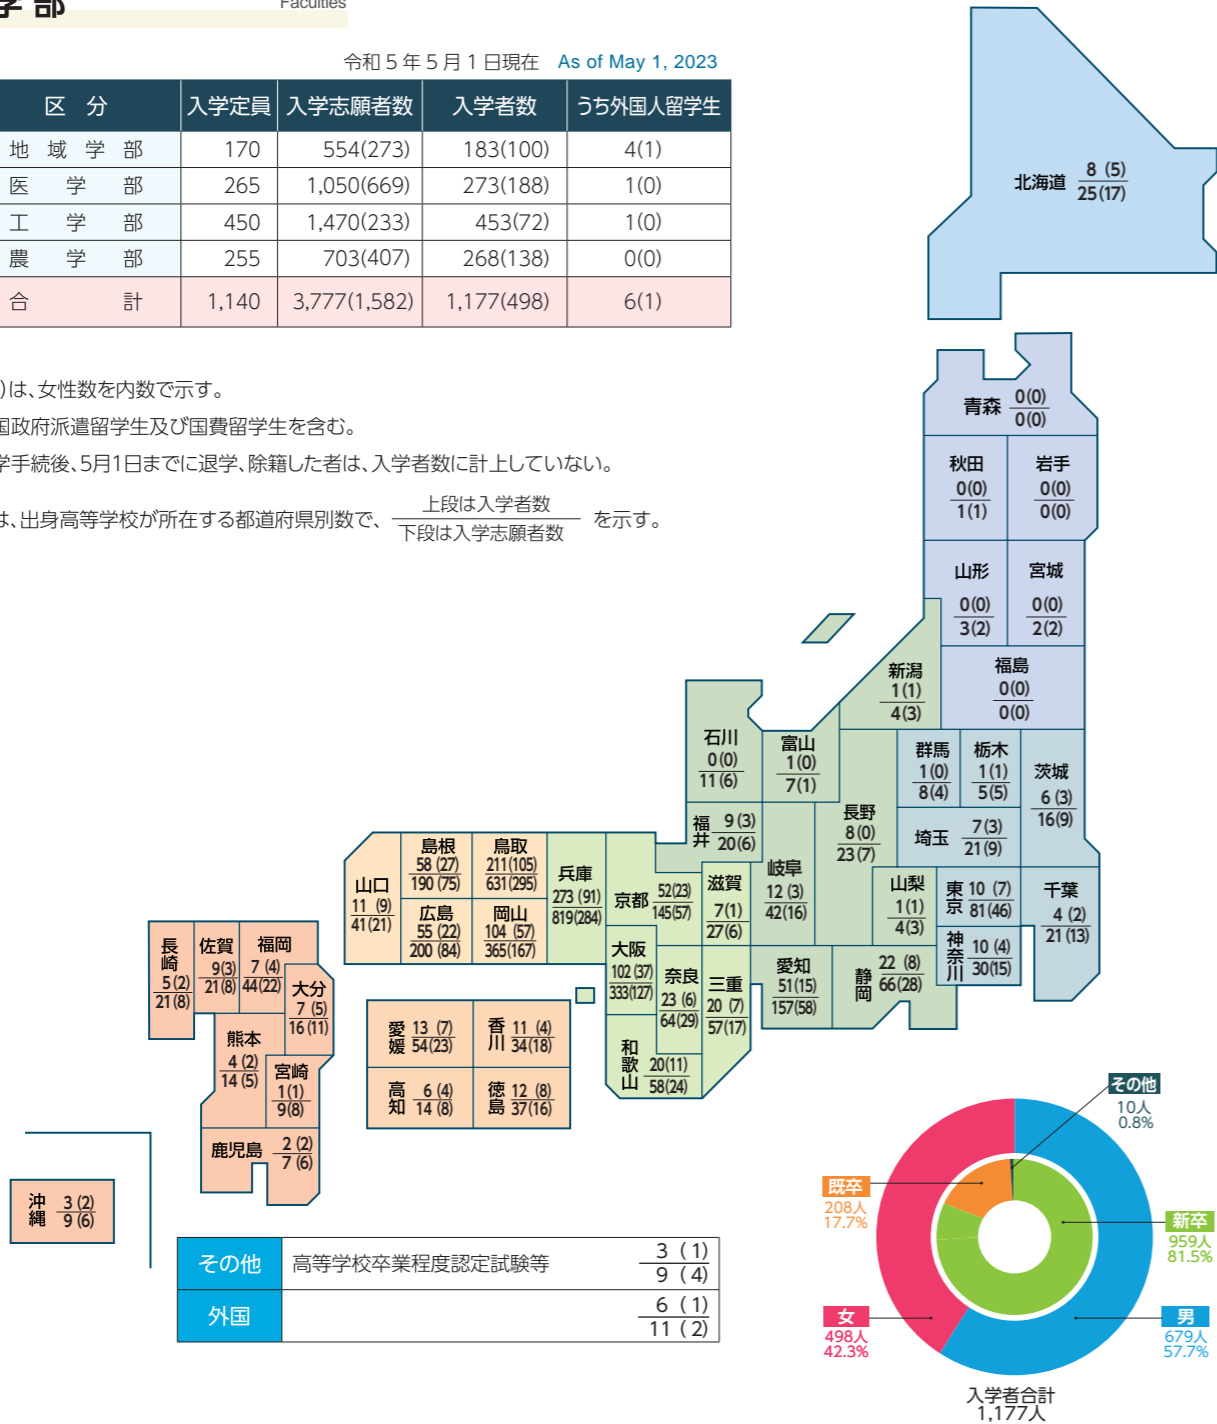 学部
Faculties
令和5年5月1日現在 As of May 1, 2023
区分 入学定員 入学志願者数 入学者数 うち外国人留学生
地域学部 170 554(273) 183(100) 4(1)
医学部 265 1,050(669) 273(188) 1(0)
工学部 450 1,470(233) 453(72) 1(0)
農学部 255 703(407) 268(138) 0(0)
合計 1,140 3,777(1,582) 1,177(498) 6(1)
)は、女性数を内数で示す。
国政府派遣留学生及び国費留学生を含む。
学手続後、5月1日までに退学、除籍した者は、入学者数に計上していない。
は、出身高等学校が所在する都道府県別数で、 上段は入学者数 を示す。
下段は入学志願者数
北海道 8 (5)
25(17)
青森 0(0)
0(0)
秋田
0(0)
1(1)
岩手
0(0)
0(0)
山形
0(0)
3(2)
宮城
0(0)
2(2)
福島
0(0)
0(0)
新潟
1(1)
4(3)
石川
0(0)
11(6)
富山
1(0)
7(1)
群馬
1(0)
8(4)
栃木
1(1)
5(5)
茨城
6(3)
16(9)
福井 9(3)
20(6)
長野
8(0)
23(7)
埼玉 7(3)
21(9)
岐阜
12(3)
42(16)
山梨
1(1)
4(3)
東京 10(7)
81(46)
千葉
4(2)
21(13)
神奈川 10(4)
30(15)
山口
11(9)
41(21)
島根
58(27)
190(75)
鳥取
211(105)
631(295)
広島
55(22)
200(84)
岡山
104(57)
365(167)
兵庫
273(91)
819(284)
京都 52(23)
145(57)
滋賀
7(1)
27(6)
大阪
102(37)
333(127)
奈良
23(6)
64(29)
三重
20(7)
57(17)
愛知
51(15)
157(58)
静岡 22(8)
66(28)
和歌山 20(11)
58(24)
長崎
5(2)
21(8)
佐賀
9(3)
21(8)
福岡
7(4)
44(22)
大分
7(5)
16(11)
熊本
4(2)
14(5)
宮崎
1(1)
9(8)
鹿児島 2(2)
7(6)
愛媛 13(7)
54(23)
香川 11(4)
34(18)
高知 6(4)
14(8)
徳島 12(8)
37(16)
沖縄 3(2)
9(6)
その他 高等学校卒業程度認定試験等 3 (1)
9 (4)
外国 6 (1)
11 (2)
その他
10人
0.8%
既卒
208人
17.7%
新卒
959人
81.5%
女
498人
42.3%
男
679人
57.7%
入学者合計
1,177人